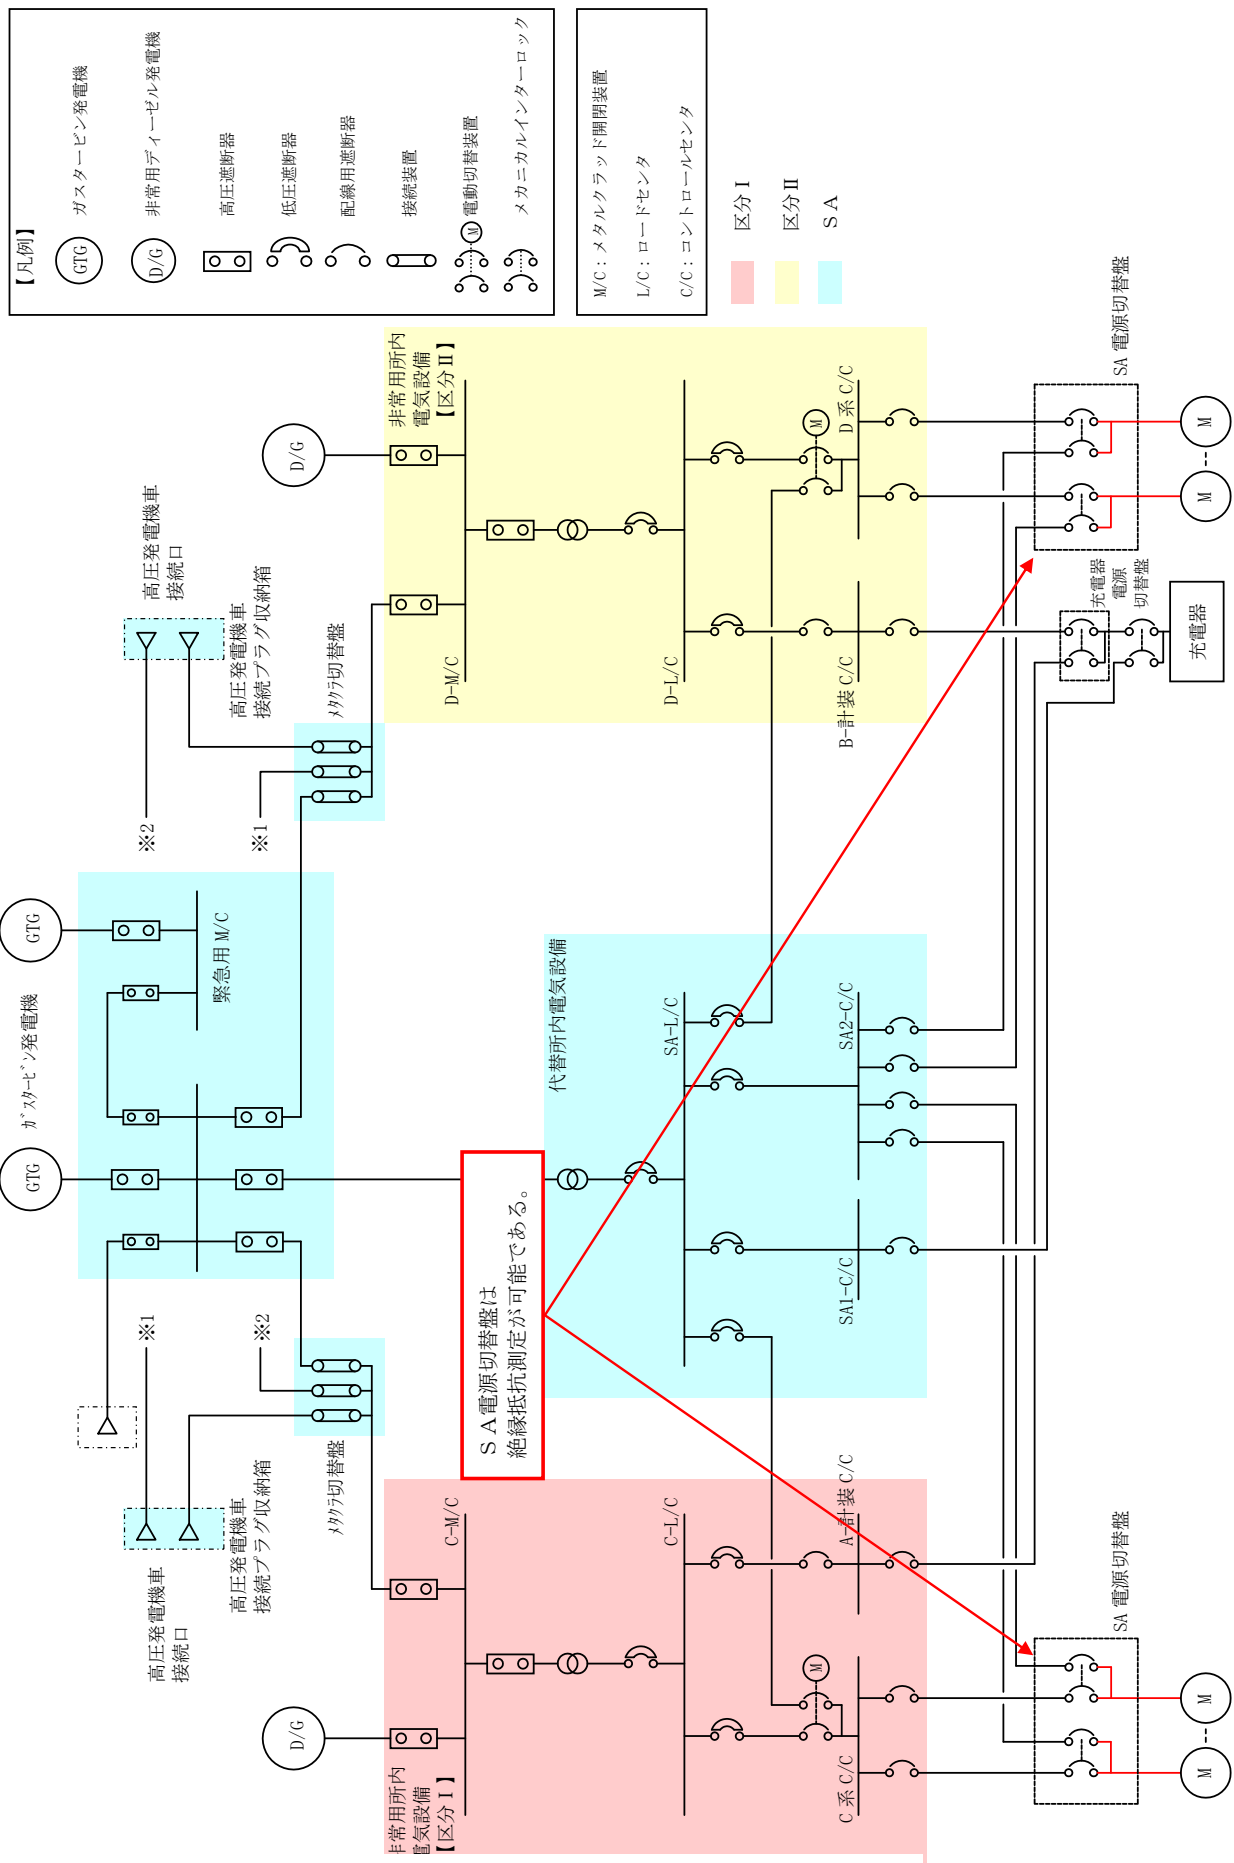 【凡例】
GTG ガスタービン発電機
D/G 非常用ディーゼル発電機
高圧遮断器
低圧遮断器
配線用遮断器
接続装置
M 電動切替装置
メカニカルインターロック
M/C：メタルクラッド開閉装置
L/C：ロードセンタ
C/C：コントロールセンタ
区分Ⅰ
区分Ⅱ
ＳＡ
ガスタービン発電機
GTG
GTG
緊急用 M/C
高圧発電機車
接続口
高圧発電機車
接続プラグ収納箱
メタクラ切替盤
※1
※2
高圧発電機車
接続口
高圧発電機車
接続プラグ収納箱
メタクラ切替盤
※2
※1
D/G
D/G
非常用所内
電気設備
【区分Ⅰ】
C-M/C
C-L/C
C 系 C/C
A-計装 C/C
M
代替所内電気設備
SA-L/C
SA1-C/C
SA2-C/C
非常用所内
電気設備
【区分Ⅱ】
D-M/C
D-L/C
B-計装 C/C
D 系 C/C
M
ＳＡ電源切替盤は
絶縁抵抗測定が可能である。
SA 電源切替盤
M
M
充電器
電源
切替盤
充電器
SA 電源切替盤
M
M